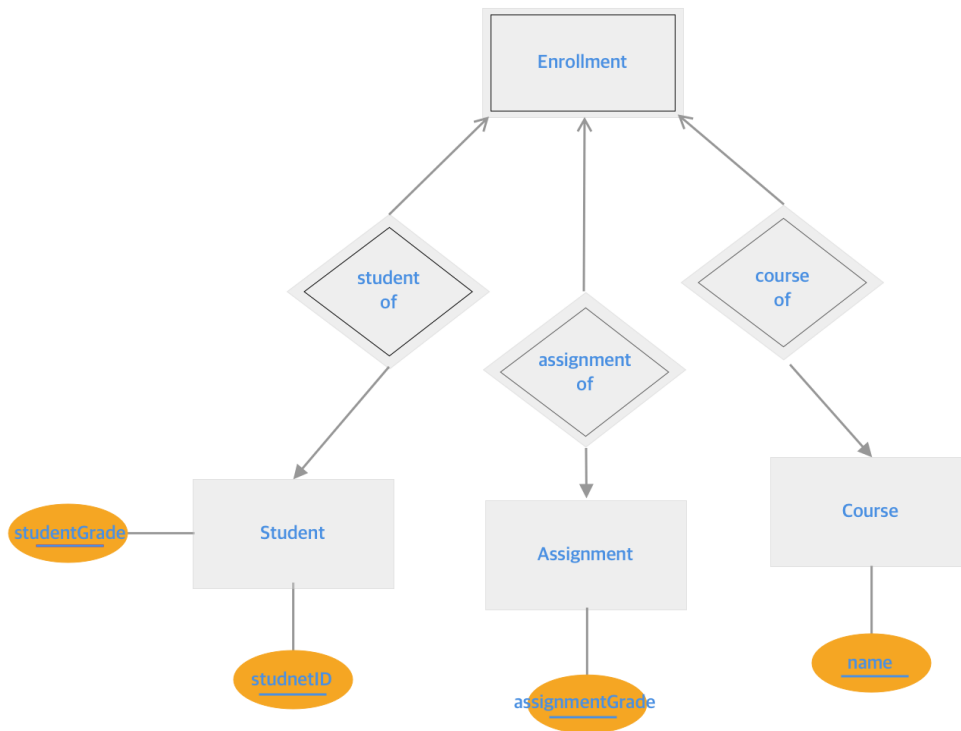 Enrollment
student
of
course
of
assignment
of
Course
studentGrade
Student
Assignment
name
studnetID
assignmentGrade